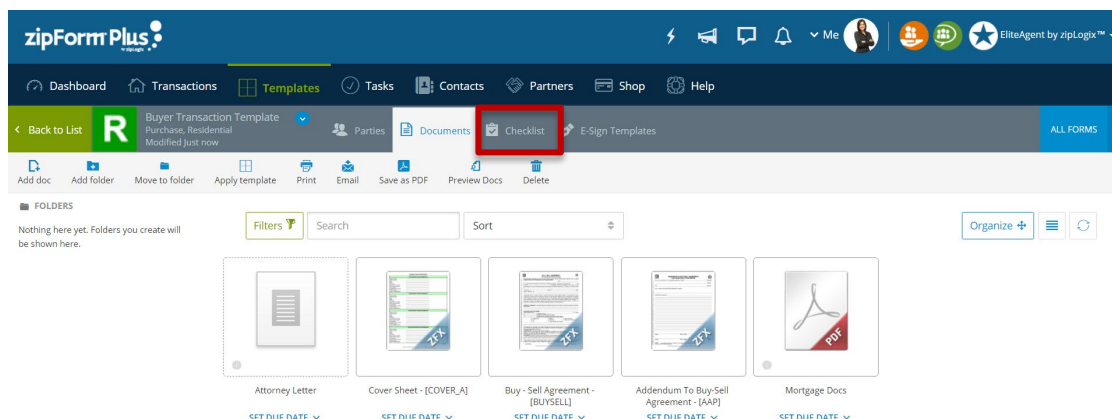 zipForm Plus
by zipLogix
Me
EliteAgent by zipLogix™
Dashboard
Transactions
Templates
Tasks
Contacts
Partners
Shop
Help
Back to List
R
Buyer Transaction Template
Purchase, Residential
Modified Just now
Parties
Documents
Checklist
E-Sign Templates
ALL FORMS
Add doc
Add folder
Move to folder
Apply template
Print
Email
Save as PDF
Preview Docs
Delete
FOLDERS
Nothing here yet. Folders you create will
be shown here.
Filters
Search
Sort
Organize
ZFX
ZFX
ZFX
PDF
Attorney Letter
Cover Sheet - [COVER_A]
Buy - Sell Agreement -
[BUYSELL]
Addendum To Buy-Sell
Agreement - [AAP]
Mortgage Docs
SET DUE DATE
SET DUE DATE
SET DUE DATE
SET DUE DATE
SET DUE DATE